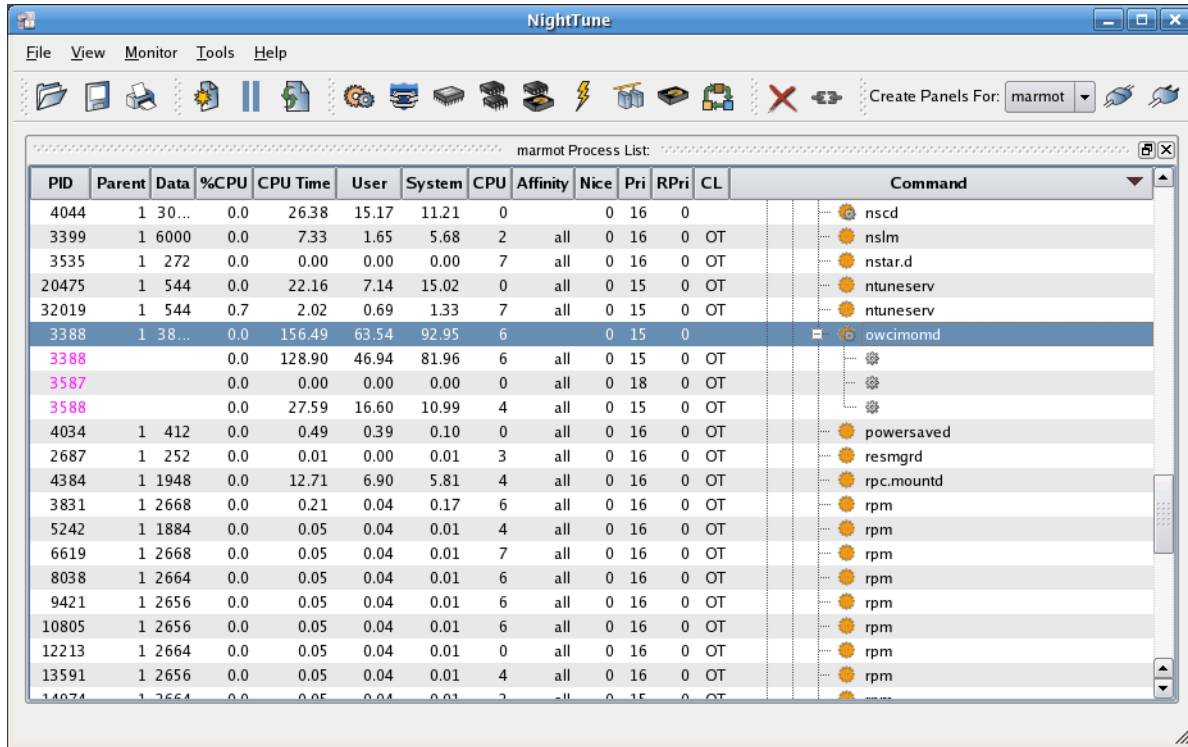 NightTune
File View Monitor Tools Help
Create Panels For: marmot
marmot Process List:
PID Parent Data %CPU CPU Time User System CPU Affinity Nice Pri RPri CL Command
4044 1 30... 0.0 26.38 15.17 11.21 0 0 16 0 nscd
3399 1 6000 0.0 7.33 1.65 5.68 2 all 0 16 0 OT nslm
3535 1 272 0.0 0.00 0.00 0.00 7 all 0 16 0 OT nstar.d
20475 1 544 0.0 22.16 7.14 15.02 0 all 0 15 0 OT ntuneserv
32019 1 544 0.7 2.02 0.69 1.33 7 all 0 15 0 OT ntuneserv
3388 1 38... 0.0 156.49 63.54 92.95 6 0 15 0 owcimomd
3388 0.0 128.90 46.94 81.96 6 all 0 15 0 OT
3587 0.0 0.00 0.00 0.00 0 all 0 18 0 OT
3588 0.0 27.59 16.60 10.99 4 all 0 15 0 OT
4034 1 412 0.0 0.49 0.39 0.10 0 all 0 16 0 OT powersaved
2687 1 252 0.0 0.01 0.00 0.01 3 all 0 16 0 OT resmgrd
4384 1 1948 0.0 12.71 6.90 5.81 4 all 0 16 0 OT rpc.mountd
3831 1 2668 0.0 0.21 0.04 0.17 6 all 0 16 0 OT rpm
5242 1 1884 0.0 0.05 0.04 0.01 4 all 0 16 0 OT rpm
6619 1 2668 0.0 0.05 0.04 0.01 7 all 0 16 0 OT rpm
8038 1 2664 0.0 0.05 0.04 0.01 6 all 0 16 0 OT rpm
9421 1 2656 0.0 0.05 0.04 0.01 6 all 0 16 0 OT rpm
10805 1 2656 0.0 0.05 0.04 0.01 6 all 0 16 0 OT rpm
12213 1 2664 0.0 0.05 0.04 0.01 0 all 0 16 0 OT rpm
13591 1 2656 0.0 0.05 0.04 0.01 4 all 0 16 0 OT rpm